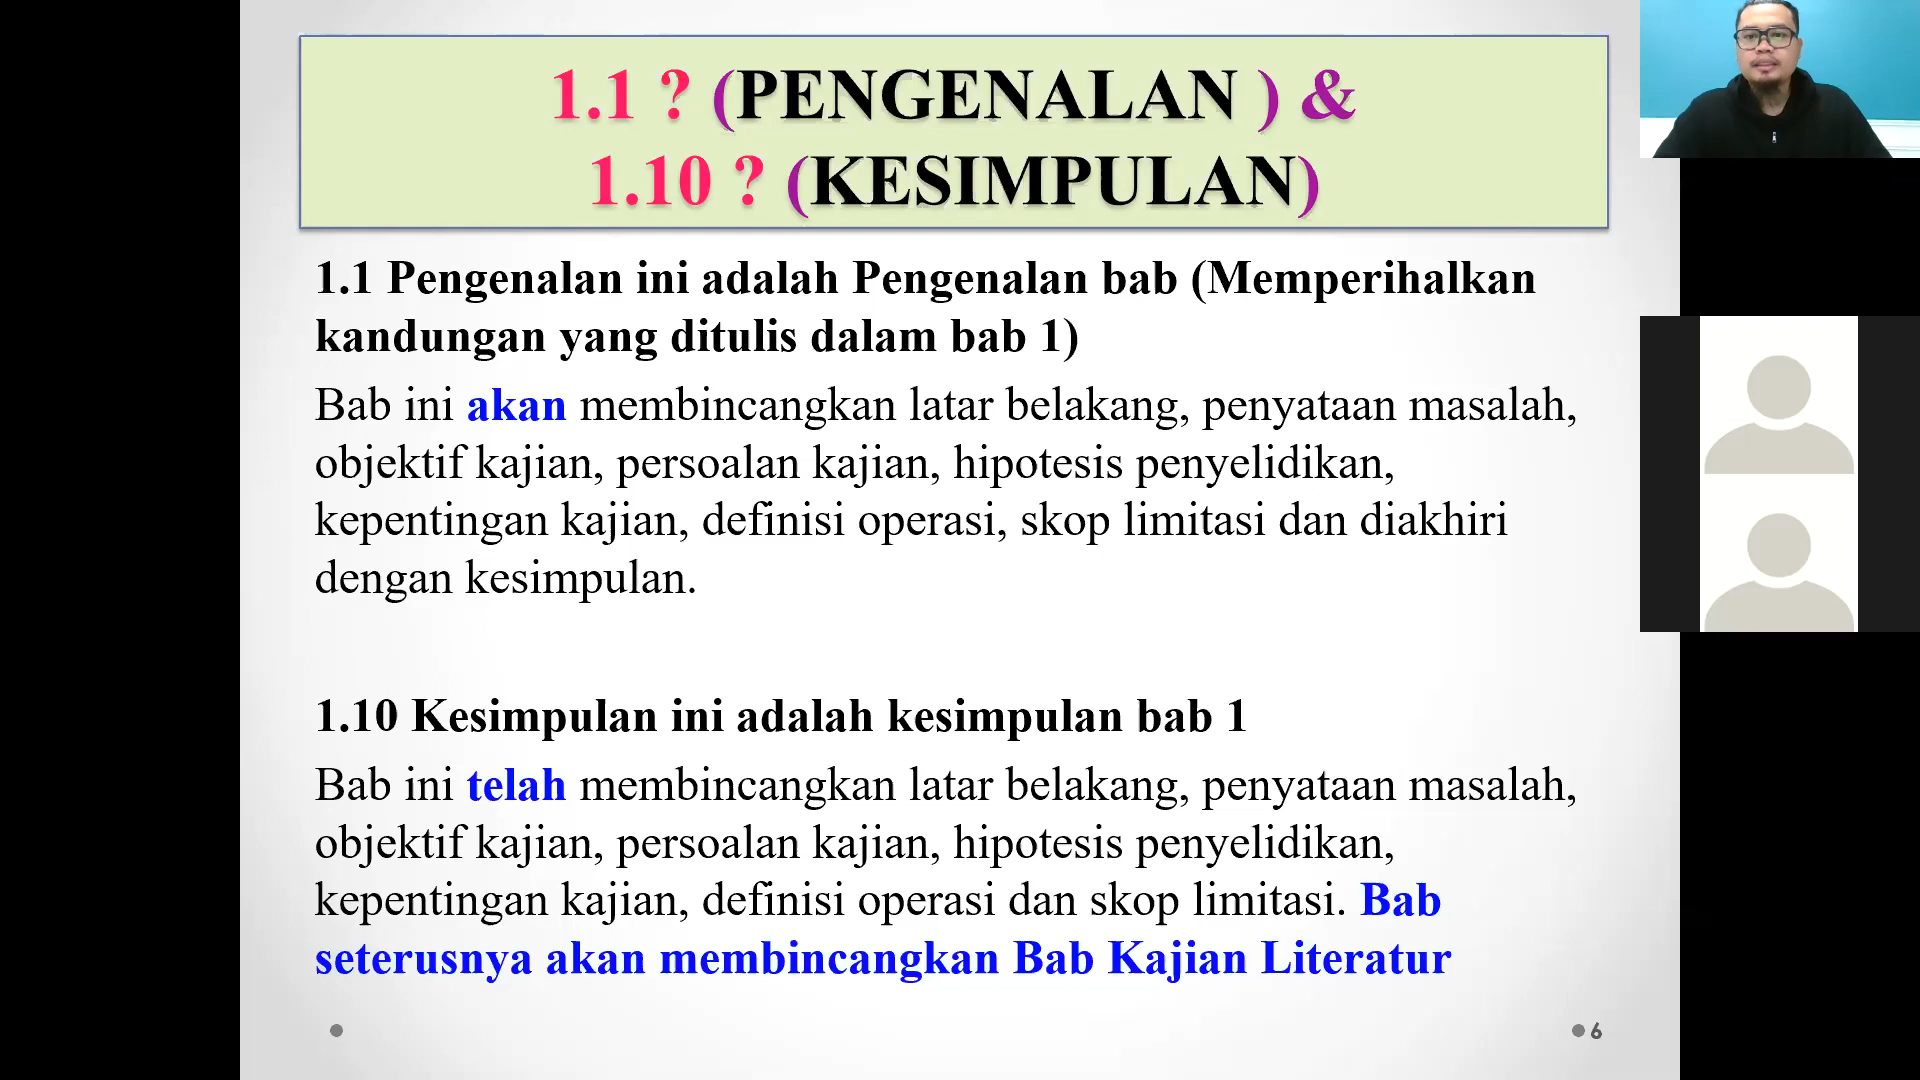 1.1 ? (PENGENALAN ) &
1.10 ? (KESIMPULAN)
1.1 Pengenalan ini adalah Pengenalan bab (Memperihalkan
kandungan yang ditulis dalam bab 1)
Bab ini akan membincangkan latar belakang, penyataan masalah,
objektif kajian, persoalan kajian, hipotesis penyelidikan,
kepentingan kajian, definisi operasi, skop limitasi dan diakhiri
dengan kesimpulan.
1.10 Kesimpulan ini adalah kesimpulan bab 1
Bab ini telah membincangkan latar belakang, penyataan masalah,
objektif kajian, persoalan kajian, hipotesis penyelidikan,
kepentingan kajian, definisi operasi dan skop limitasi. Bab
seterusnya akan membincangkan Bab Kajian Literatur
6